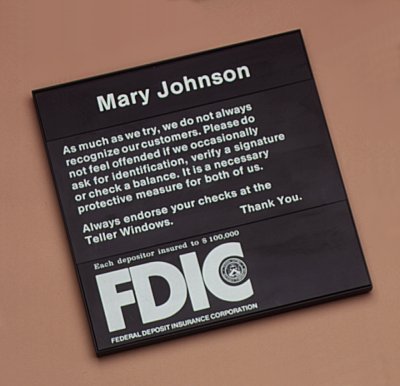 Mary Johnson
As much as we try, we do not always
recognize our customers. Please do
not feel offended if we occasionally
ask for identification, verify a signature
or check a balance. It is a necessary
protective measure for both of us.
Always endorse your checks at the
Teller Windows. Thank You.
Each depositor insured to $100,000
FDIC
FEDERAL DEPOSIT INSURANCE CORPORATION